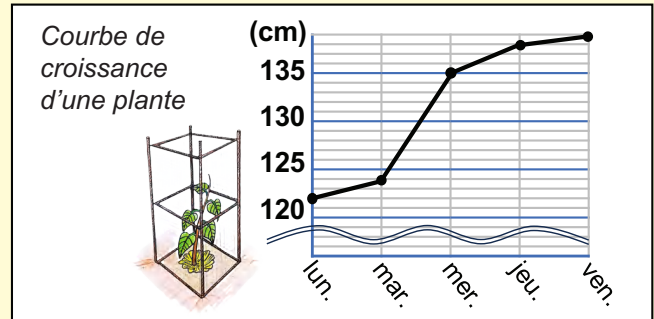 Courbe de
croissance
d’une plante
(cm)
135
130
125
120
lun.
mar.
mer.
jeu.
ven.